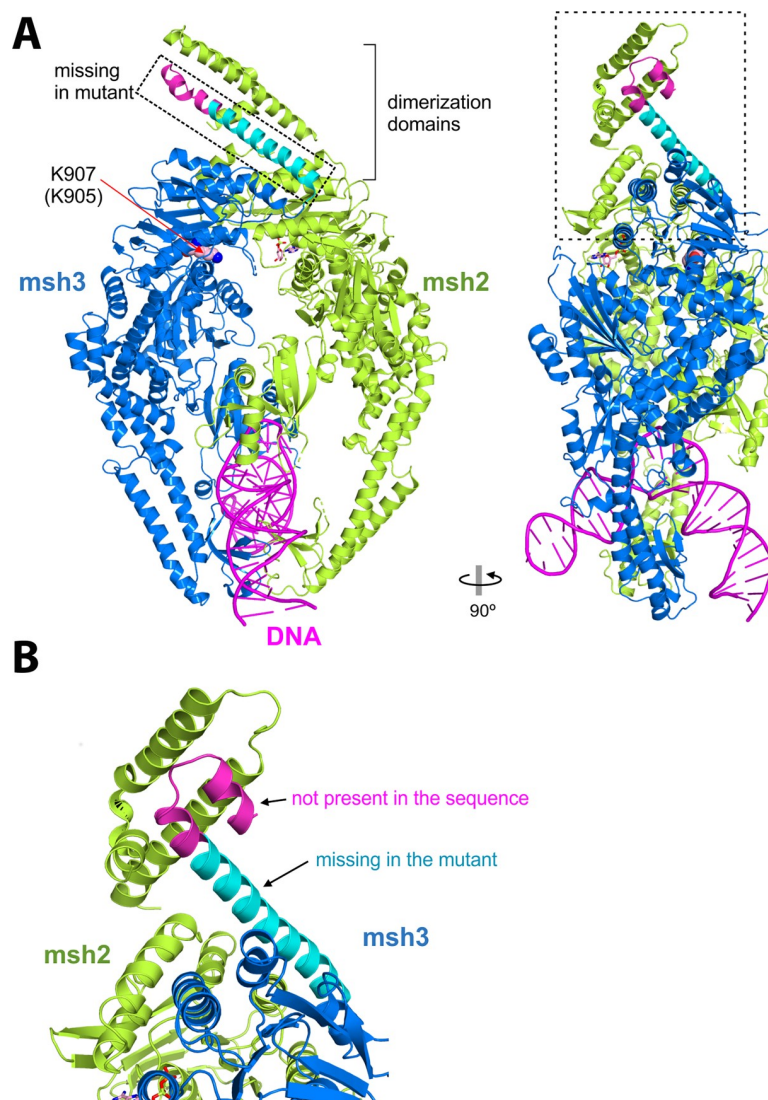 A
missing
in mutant
dimerization
domains
K907
(K905)
msh3
msh2
90º
DNA
B
not present in the sequence
missing in the mutant
msh3
msh2